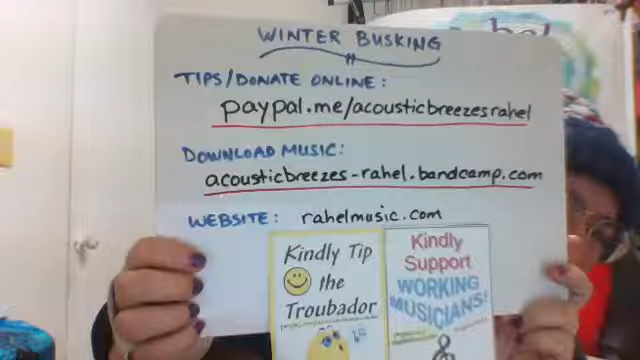 WINTER BUSKING
TIPS/DONATE ONLINE:
paypal.me/acousticbreezesrahel
DOWNLOAD MUSIC:
acousticbreezes-rahel.bandcamp.com
WEBSITE: rahelmusic.com
Kindly Tip
the
Troubador
Kindly
Support
WORKING
MUSICIANS!